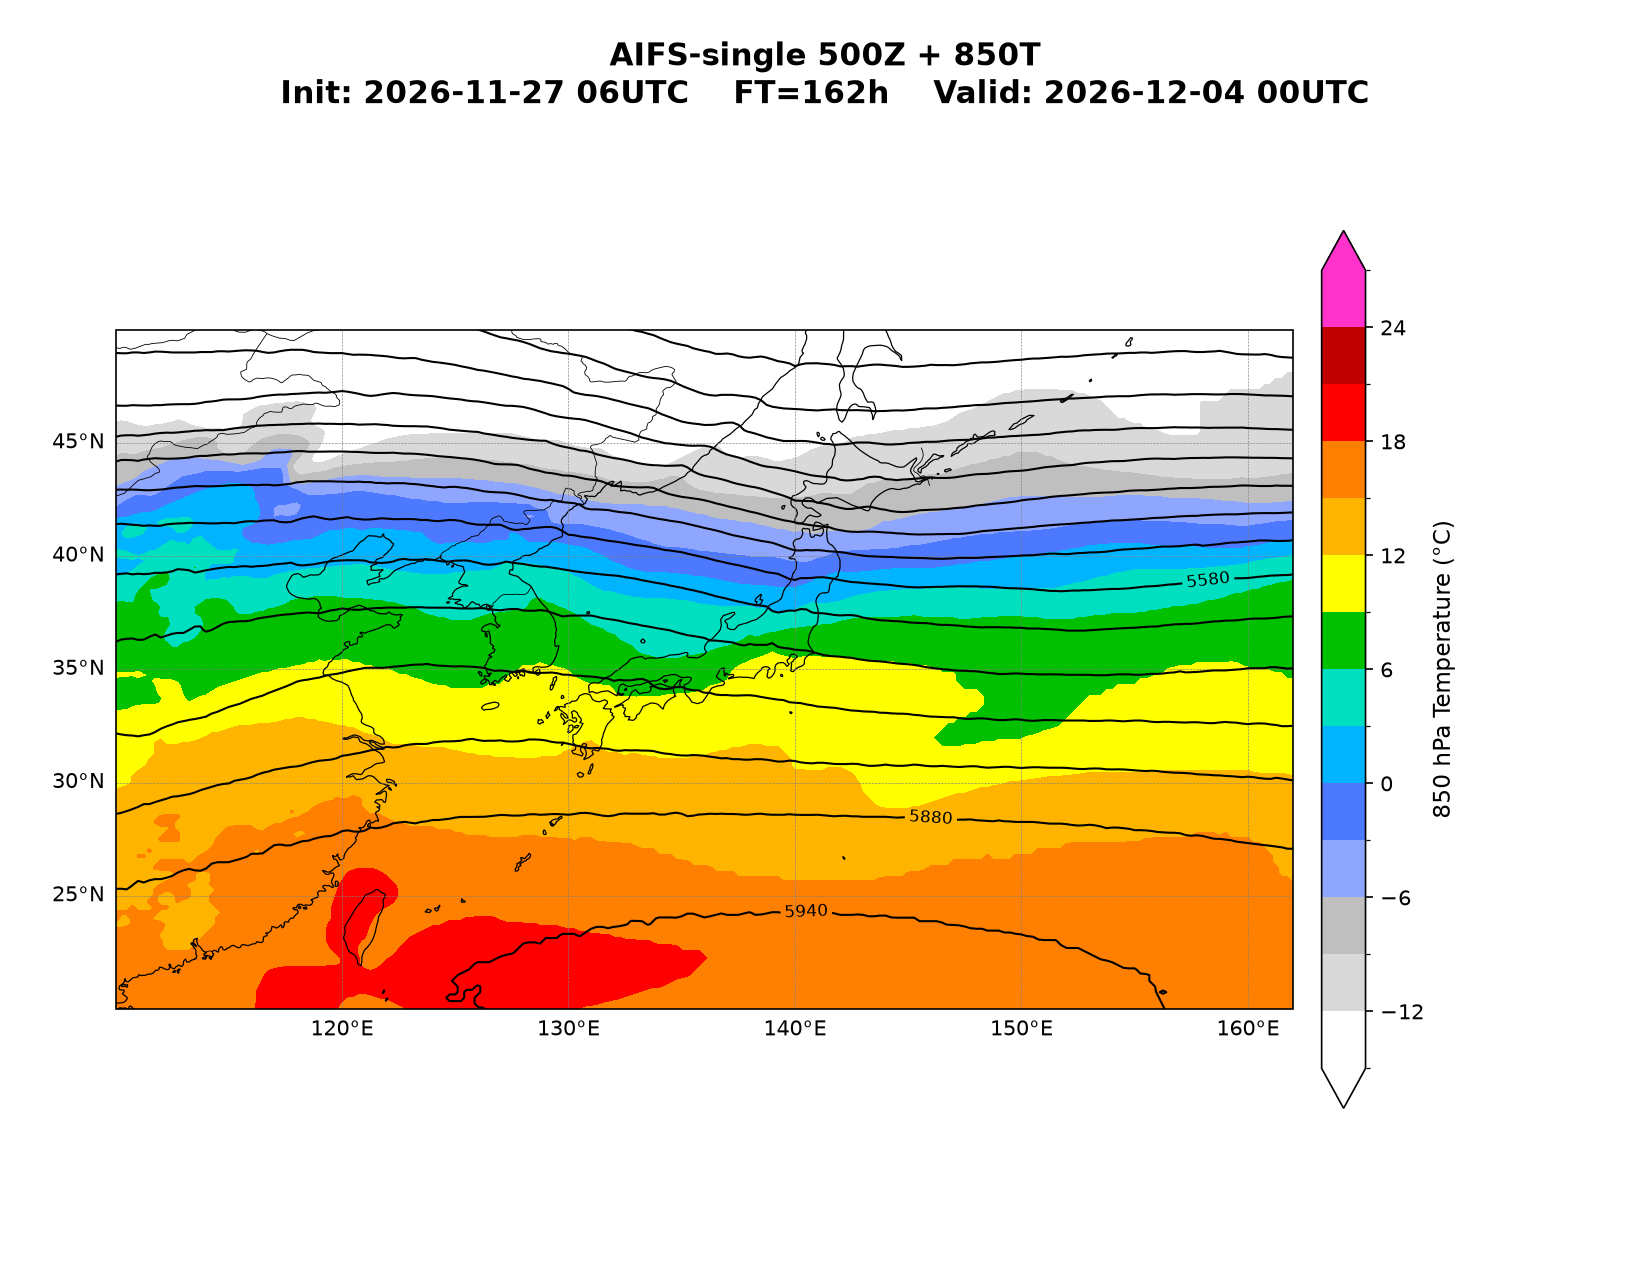 AIFS-single 500Z + 850T
Init: 2026-11-27 06UTC    FT=162h    Valid: 2026-12-04 00UTC
24
18
12
6
0
−6
−12
850 hPa Temperature (°C)
45°N
40°N
35°N
30°N
25°N
5580
5880
5940
120°E
130°E
140°E
150°E
160°E